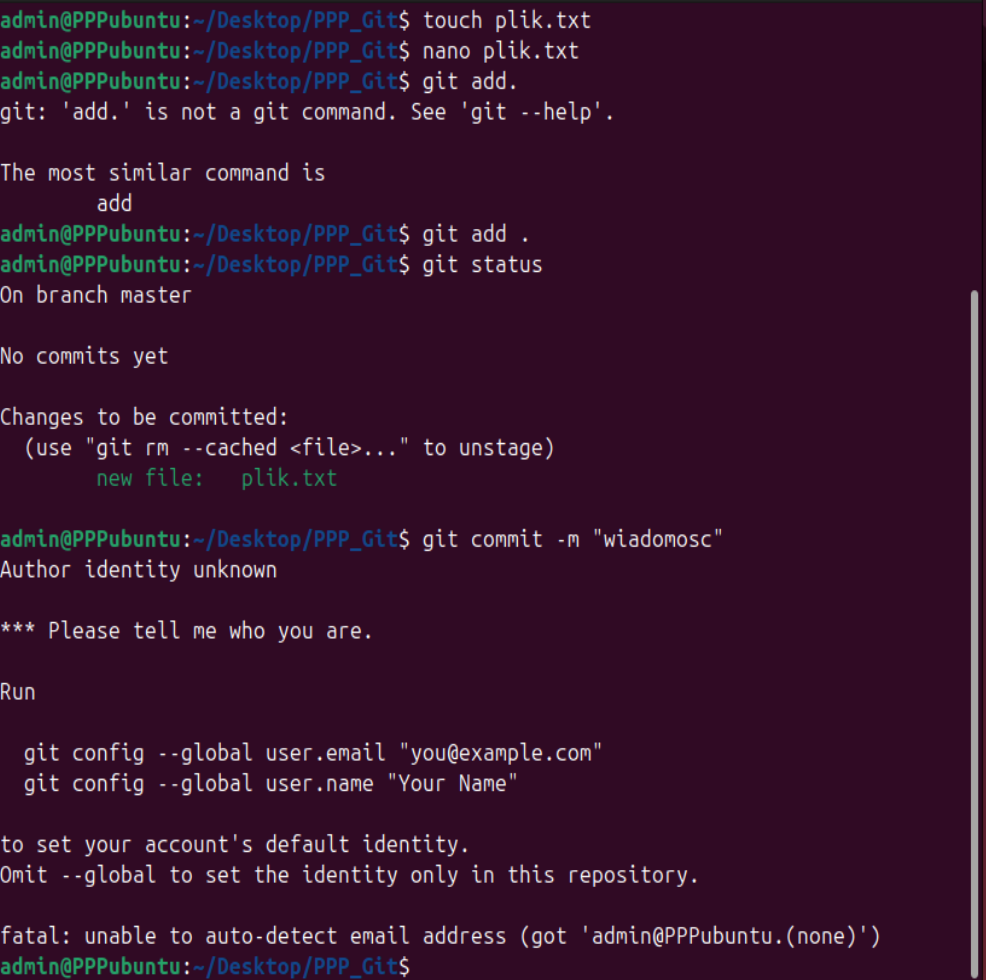 admin@PPPubuntu:~/Desktop/PPP_Git$ touch plik.txt
admin@PPPubuntu:~/Desktop/PPP_Git$ nano plik.txt
admin@PPPubuntu:~/Desktop/PPP_Git$ git add.
git: 'add.' is not a git command. See 'git --help'.
The most similar command is
        add
admin@PPPubuntu:~/Desktop/PPP_Git$ git add .
admin@PPPubuntu:~/Desktop/PPP_Git$ git status
On branch master
No commits yet
Changes to be committed:
  (use "git rm --cached <file>..." to unstage)
        new file:   plik.txt
admin@PPPubuntu:~/Desktop/PPP_Git$ git commit -m "wiadomosc"
Author identity unknown
*** Please tell me who you are.
Run
  git config --global user.email "you@example.com"
  git config --global user.name "Your Name"
to set your account's default identity.
Omit --global to set the identity only in this repository.
fatal: unable to auto-detect email address (got 'admin@PPPubuntu.(none)')
admin@PPPubuntu:~/Desktop/PPP_Git$